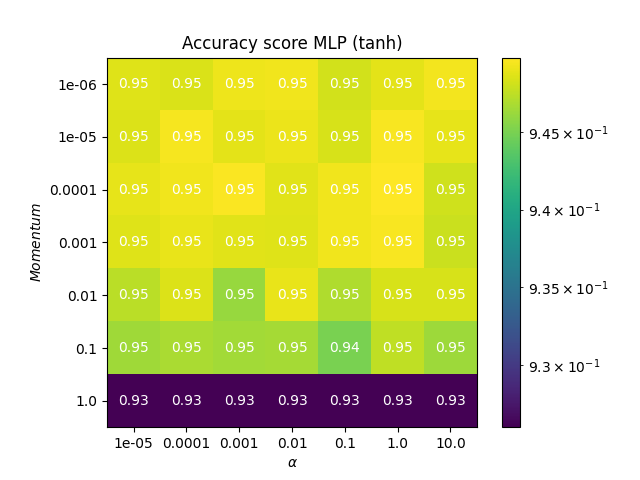 Accuracy score MLP (tanh)
1e-06 0.95 0.95 0.95 0.95 0.95 0.95 0.95
1e-05 0.95 0.95 0.95 0.95 0.95 0.95 0.95
0.0001 0.95 0.95 0.95 0.95 0.95 0.95 0.95
0.001 0.95 0.95 0.95 0.95 0.95 0.95 0.95
0.01 0.95 0.95 0.95 0.95 0.95 0.95 0.95
0.1 0.95 0.95 0.95 0.95 0.94 0.95 0.95
1.0 0.93 0.93 0.93 0.93 0.93 0.93 0.93
1e-05 0.0001 0.001 0.01 0.1 1.0 10.0
α
Momentum
9.45 × 10⁻¹
9.4 × 10⁻¹
9.35 × 10⁻¹
9.3 × 10⁻¹